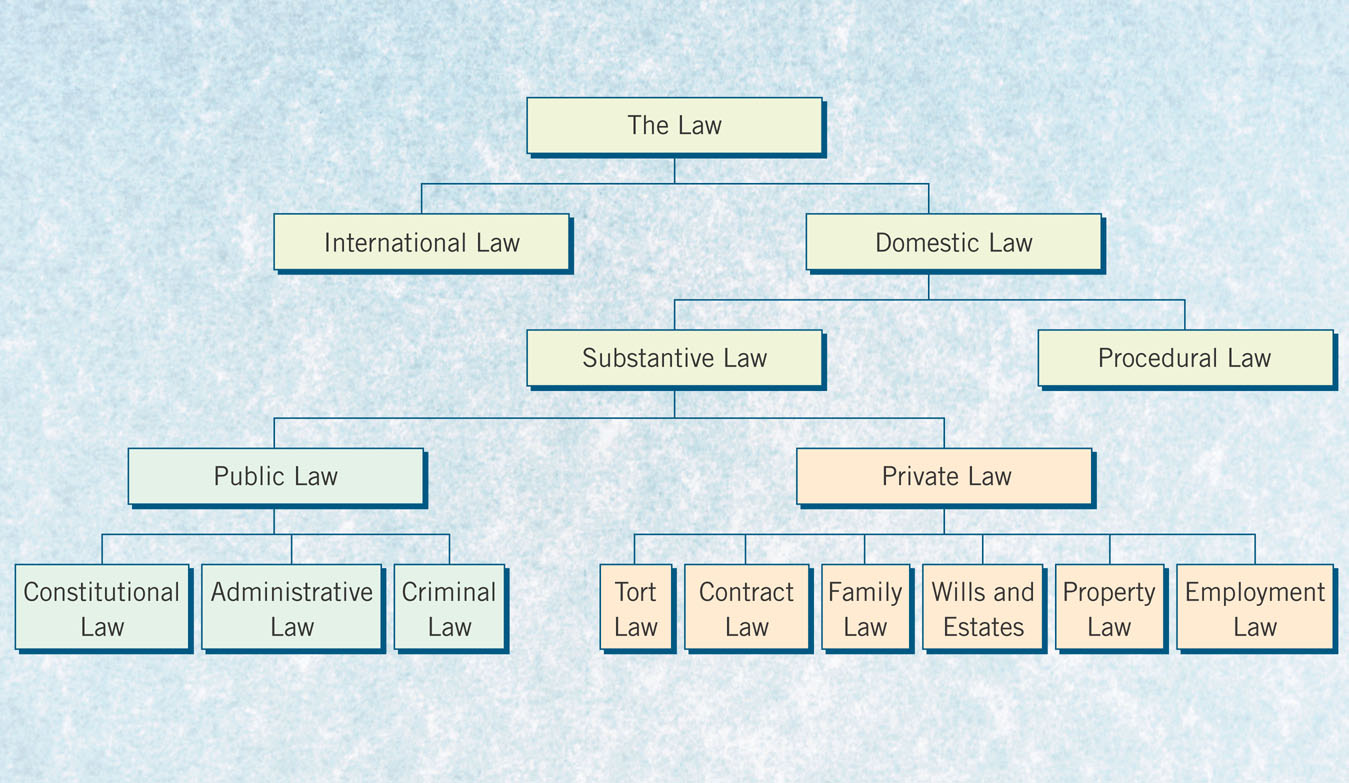 The Law
International Law
Domestic Law
Substantive Law
Procedural Law
Public Law
Private Law
Constitutional
Law
Administrative
Law
Criminal
Law
Tort
Law
Contract
Law
Family
Law
Wills and
Estates
Property
Law
Employment
Law